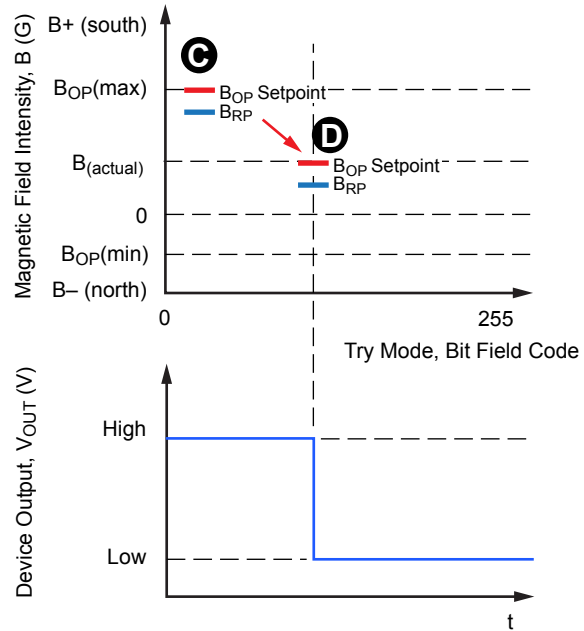 Magnetic Field Intensity, B (G)
B+ (south)
C
BOP(max)
BOP Setpoint
BRP
D
B(actual)
BOP Setpoint
BRP
0
BOP(min)
B– (north)
0
255
Try Mode, Bit Field Code
Device Output, VOUT (V)
High
Low
t